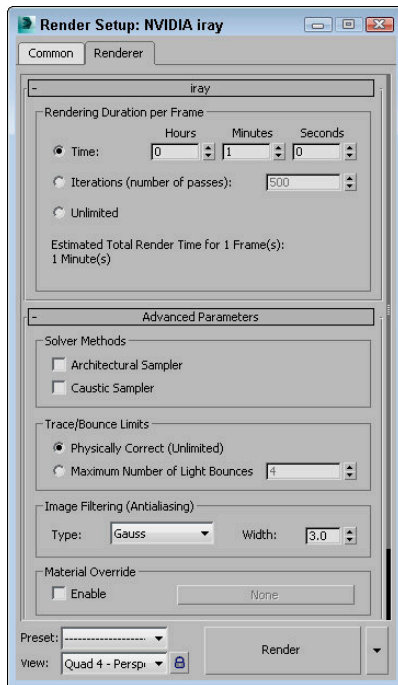 Render Setup: NVIDIA iray
Common Renderer
- iray
Rendering Duration per Frame
Hours Minutes Seconds
Time: 0 1 0
Iterations (number of passes): 500
Unlimited
Estimated Total Render Time for 1 Frame(s):
1 Minute(s)
- Advanced Parameters
Solver Methods
Architectural Sampler
Caustic Sampler
Trace/Bounce Limits
Physically Correct (Unlimited)
Maximum Number of Light Bounces 4
Image Filtering (Antialiasing)
Type: Gauss Width: 3.0
Material Override
Enable None
Preset: --------------------
Render
View: Quad 4 - Persp